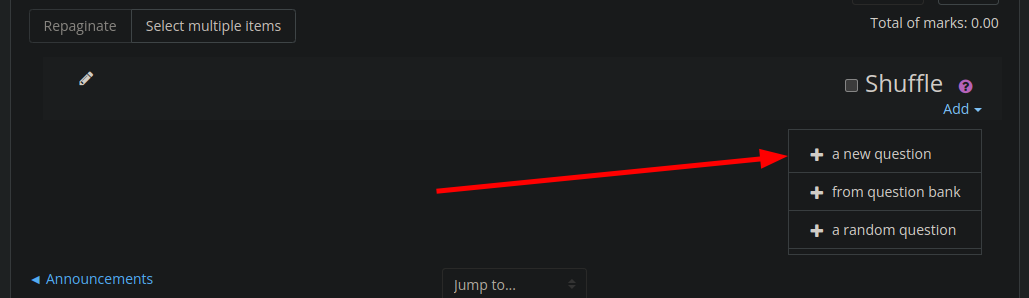 Repaginate Select multiple items
Total of marks: 0.00
Shuffle
Add
a new question
from question bank
a random question
Announcements
Jump to...